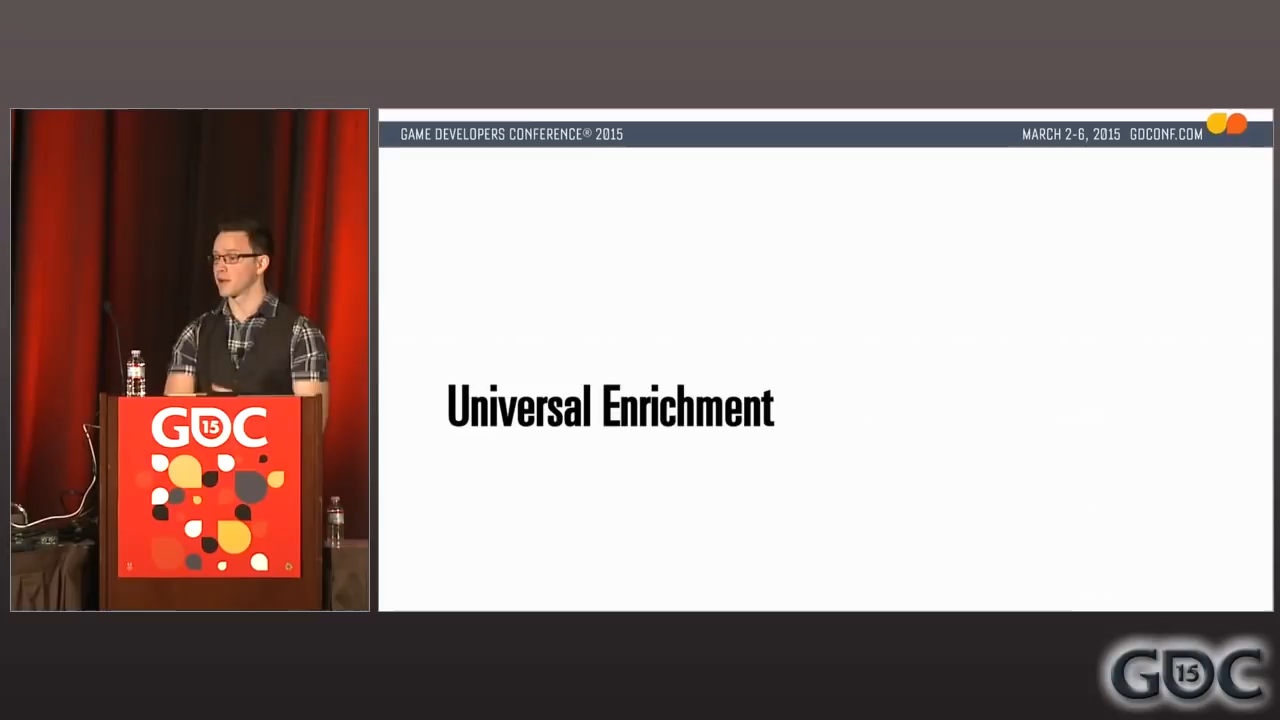 GAME DEVELOPERS CONFERENCE® 2015
MARCH 2-6, 2015 GDCONF.COM
Universal Enrichment
GDC
15
GDC
15